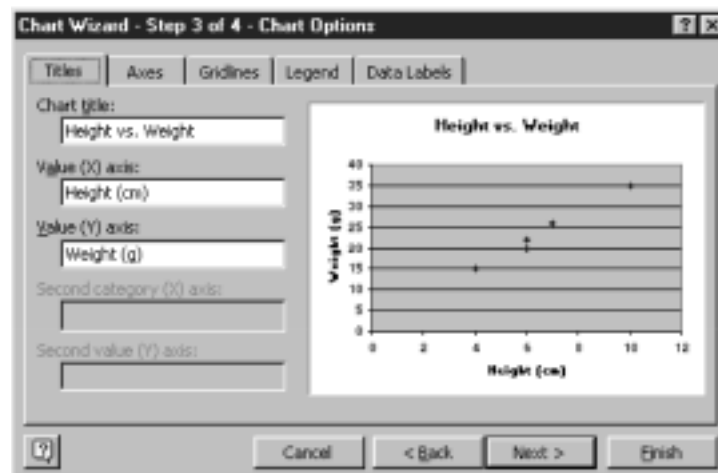 Chart Wizard - Step 3 of 4 - Chart Options
Titles
Axes
Gridlines
Legend
Data Labels
Chart title:
Height vs. Weight
Value (X) axis:
Height (cm)
Value (Y) axis:
Weight (g)
Second category (X) axis:
Second value (Y) axis:
Height vs. Weight
40
35
30
25
20
15
10
5
0
Weight (g)
0 2 4 6 8 10 12
Height (cm)
Cancel
< Back
Next >
Finish